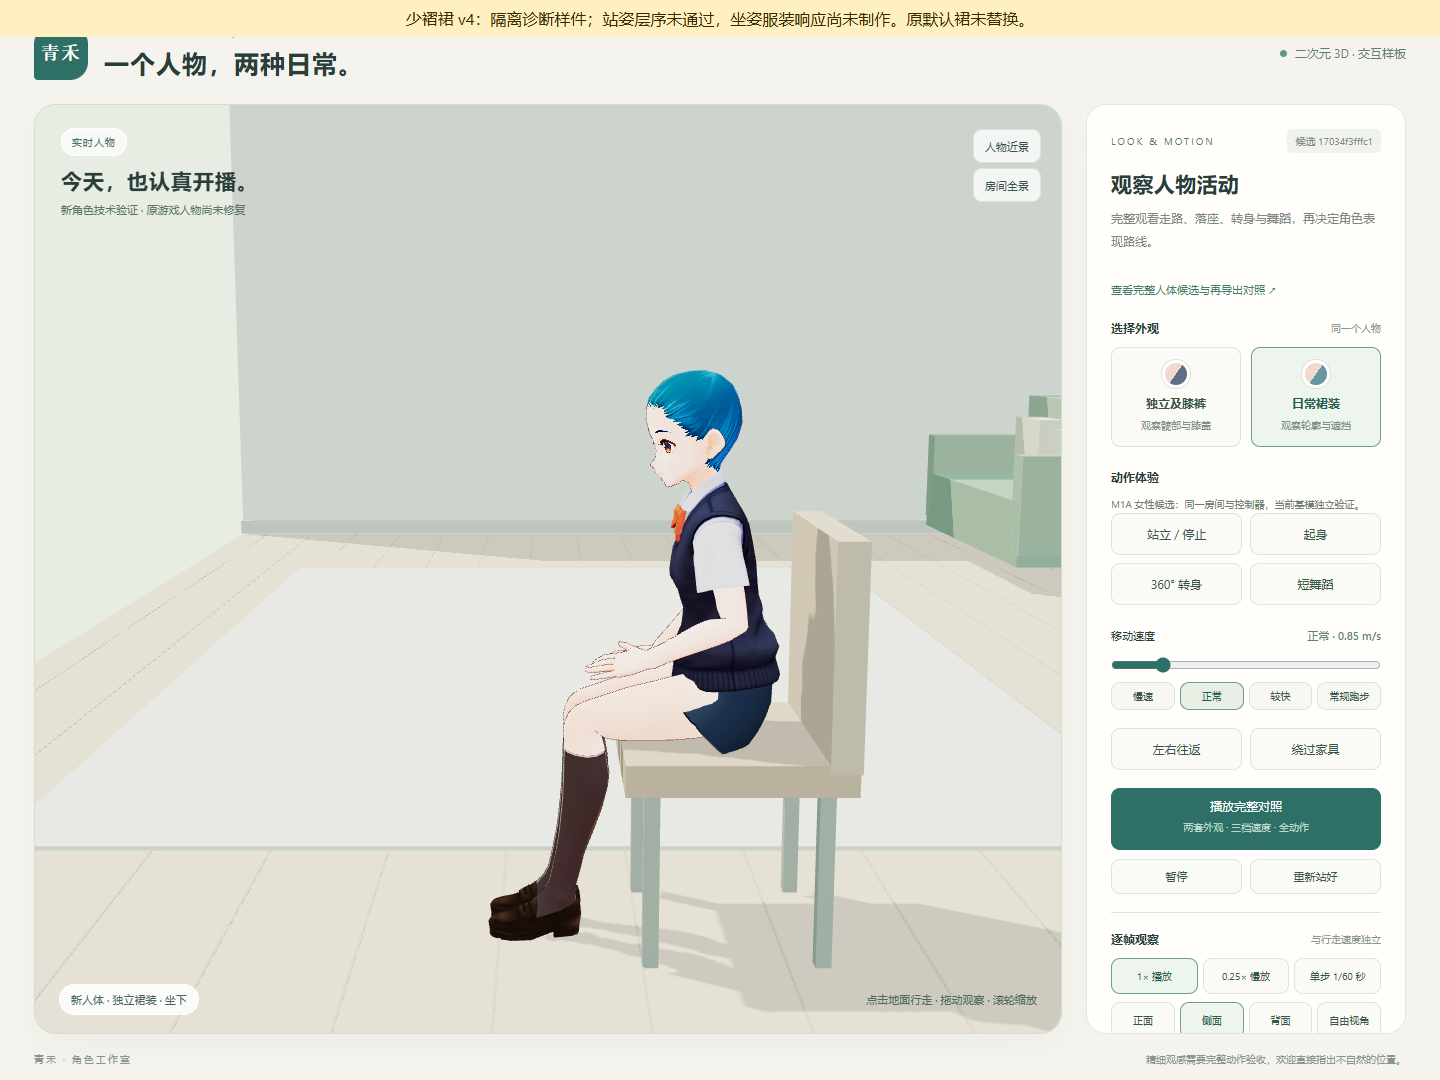 少褶裙 v4：隔离诊断样件；站姿层序未通过，坐姿服装响应尚未制作。原默认裙未替换。
青禾
一个人物，两种日常。
二次元 3D · 交互样板
实时人物
今天，也认真开播。
新角色技术验证 · 原游戏人物尚未修复
人物近景
房间全景
新人体 · 独立裙装 · 坐下
点击地面行走 · 拖动观察 · 滚轮缩放
LOOK & MOTION
候选 17034f3fffc1
观察人物活动
完整观看走路、落座、转身与舞蹈，再决定角色表
现路线。
查看完整人体候选与再导出对照 ↗
选择外观
同一个人物
独立及膝裤
观察髋部与膝盖
日常裙装
观察轮廓与遮挡
动作体验
M1A 女性候选：同一房间与控制器，当前基模独立验证。
站立 / 停止
起身
360° 转身
短舞蹈
移动速度
正常 · 0.85 m/s
慢速
正常
较快
常规跑步
左右往返
绕过家具
播放完整对照
两套外观 · 三档速度 · 全动作
暂停
重新站好
逐帧观察
与行走速度独立
1× 播放
0.25× 慢放
单步 1/60 秒
正面
侧面
背面
自由视角
青禾 · 角色工作室
精细观感需要完整动作验收，欢迎直接指出不自然的位置。